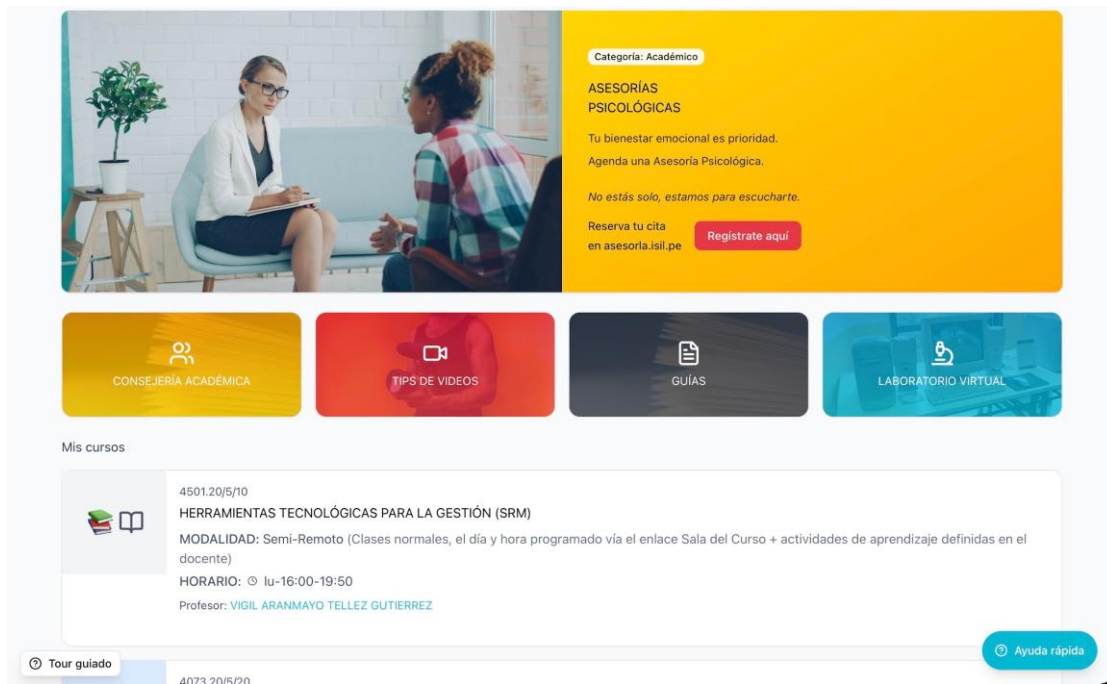 Categoría: Académico
ASESORÍAS
PSICOLÓGICAS
Tu bienestar emocional es prioridad.
Agenda una Asesoría Psicológica.
No estás solo, estamos para escucharte.
Reserva tu cita
en asesorla.isil.pe
Regístrate aquí
CONSEJERÍA ACADÉMICA
TIPS DE VIDEOS
GUÍAS
LABORATORIO VIRTUAL
Mis cursos
4501.20/5/10
HERRAMIENTAS TECNOLÓGICAS PARA LA GESTIÓN (SRM)
MODALIDAD: Semi-Remoto (Clases normales, el día y hora programado vía el enlace Sala del Curso + actividades de aprendizaje definidas en el
docente)
HORARIO: lu-16:00-19:50
Profesor: VIGIL ARANMAYO TELLEZ GUTIERREZ
Tour guiado
Ayuda rápida
4073.20/5/20